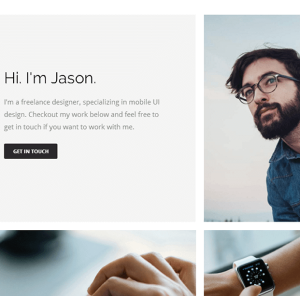 Hi. I'm Jason.
I'm a freelance designer, specializing in mobile UI
design. Checkout my work below and feel free to
get in touch if you want to work with me.
GET IN TOUCH